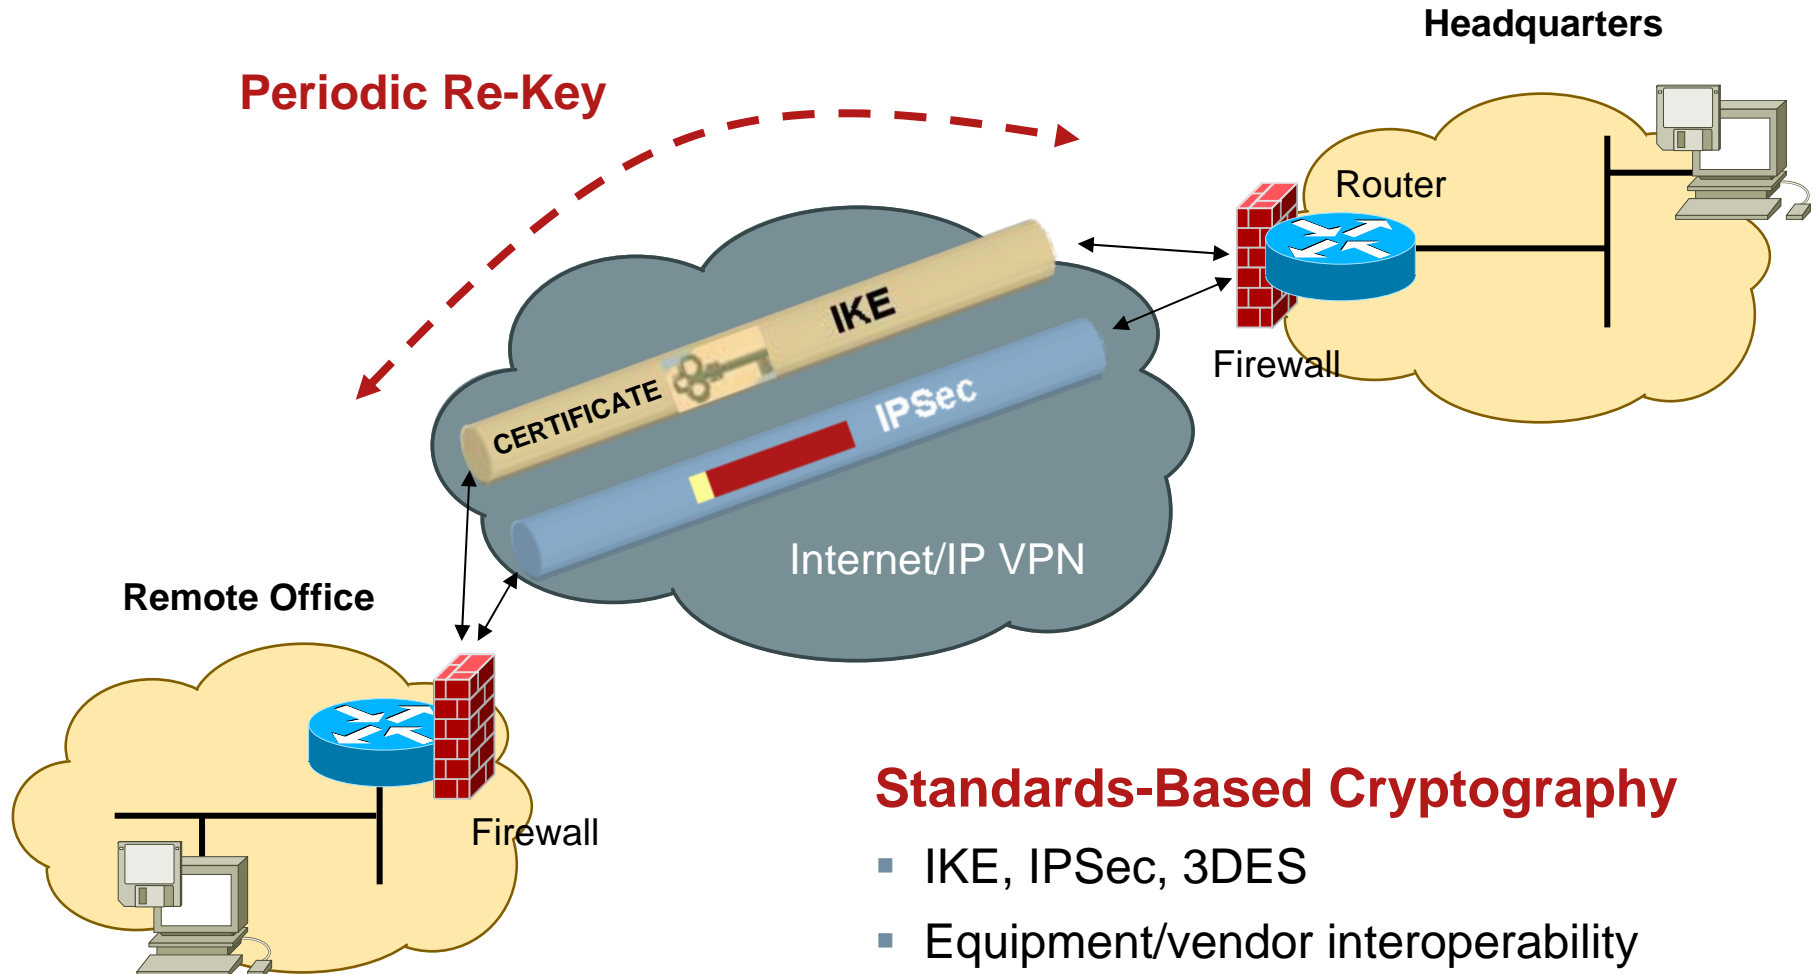 Headquarters
Periodic Re-Key
Router
IKE
Firewall
CERTIFICATE
IPSec
Internet/IP VPN
Remote Office
Firewall
Standards-Based Cryptography
▪ IKE, IPSec, 3DES
▪ Equipment/vendor interoperability